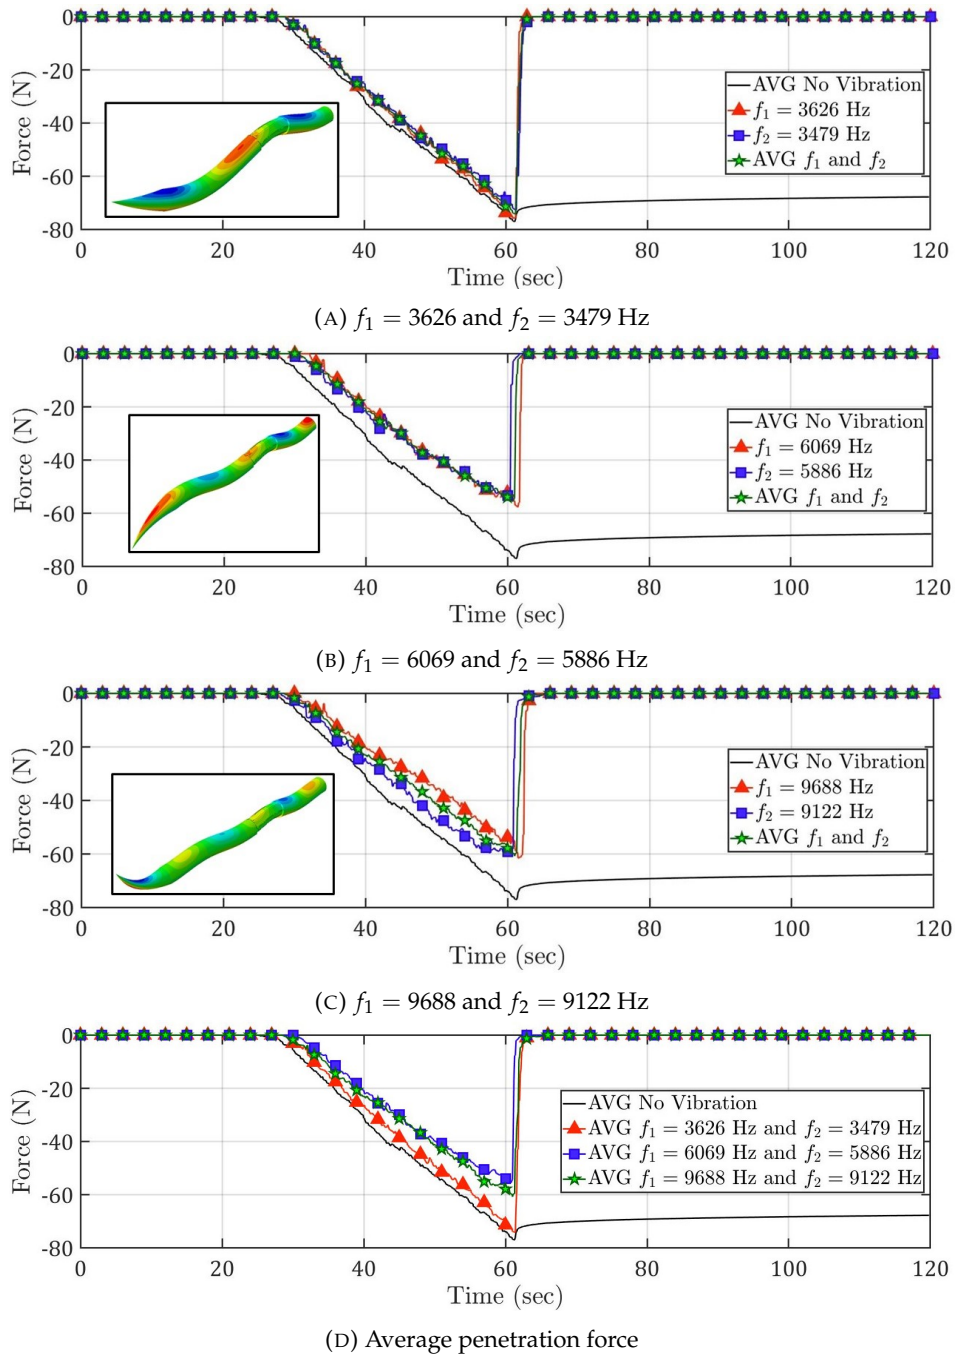 0
-20
-40
-60
-80
Force (N)
AVG No Vibration
f₁ = 3626 Hz
f₂ = 3479 Hz
AVG f₁ and f₂
0 20 40 60 80 100 120
Time (sec)
(A) f₁ = 3626 and f₂ = 3479 Hz
0
-20
-40
-60
-80
Force (N)
AVG No Vibration
f₁ = 6069 Hz
f₂ = 5886 Hz
AVG f₁ and f₂
0 20 40 60 80 100 120
Time (sec)
(B) f₁ = 6069 and f₂ = 5886 Hz
0
-20
-40
-60
-80
Force (N)
AVG No Vibration
f₁ = 9688 Hz
f₂ = 9122 Hz
AVG f₁ and f₂
0 20 40 60 80 100 120
Time (sec)
(C) f₁ = 9688 and f₂ = 9122 Hz
0
-20
-40
-60
-80
Force (N)
AVG No Vibration
AVG f₁ = 3626 Hz and f₂ = 3479 Hz
AVG f₁ = 6069 Hz and f₂ = 5886 Hz
AVG f₁ = 9688 Hz and f₂ = 9122 Hz
0 20 40 60 80 100 120
Time (sec)
(D) Average penetration force